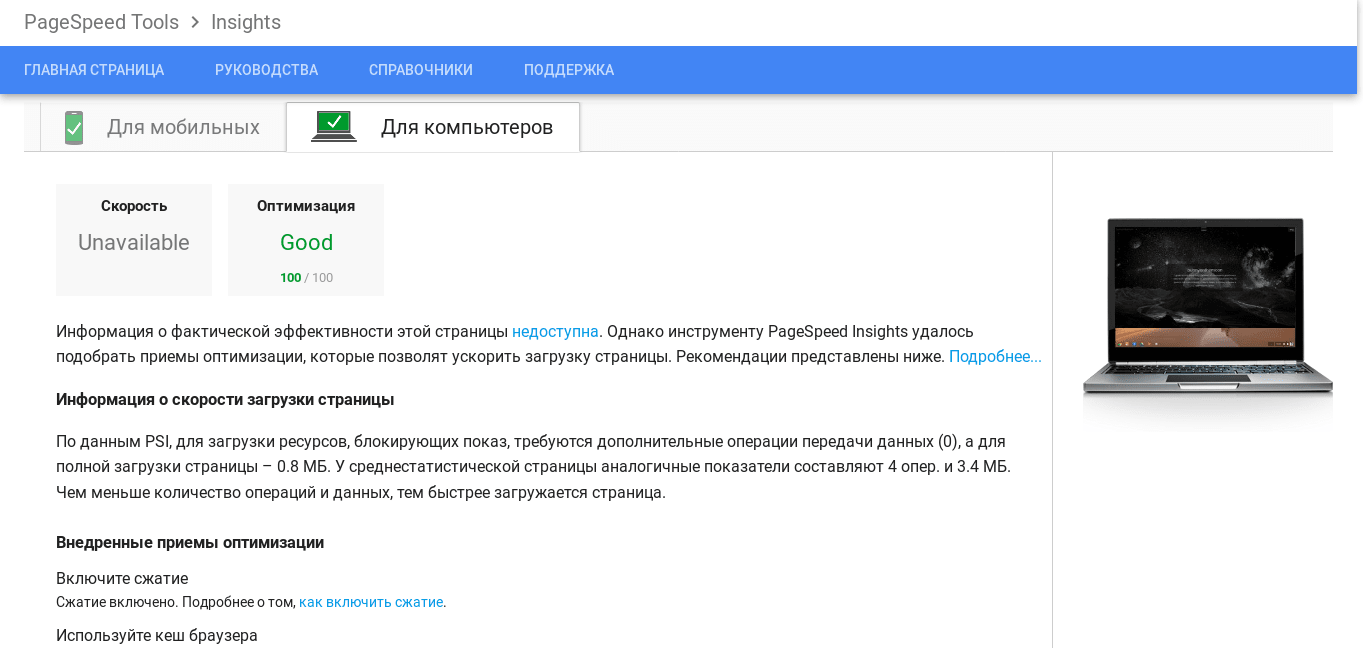 PageSpeed Tools > Insights
ГЛАВНАЯ СТРАНИЦА РУКОВОДСТВА СПРАВОЧНИКИ ПОДДЕРЖКА
Для мобильных Для компьютеров
Скорость Оптимизация
Unavailable Good
100 / 100
Информация о фактической эффективности этой страницы недоступна. Однако инструменту PageSpeed Insights удалось
подобрать приемы оптимизации, которые позволят ускорить загрузку страницы. Рекомендации представлены ниже. Подробнее...
Информация о скорости загрузки страницы
По данным PSI, для загрузки ресурсов, блокирующих показ, требуются дополнительные операции передачи данных (0), а для
полной загрузки страницы – 0.8 МБ. У среднестатистической страницы аналогичные показатели составляют 4 опер. и 3.4 МБ.
Чем меньше количество операций и данных, тем быстрее загружается страница.
Внедренные приемы оптимизации
Включите сжатие
Сжатие включено. Подробнее о том, как включить сжатие.
Используйте кеш браузера